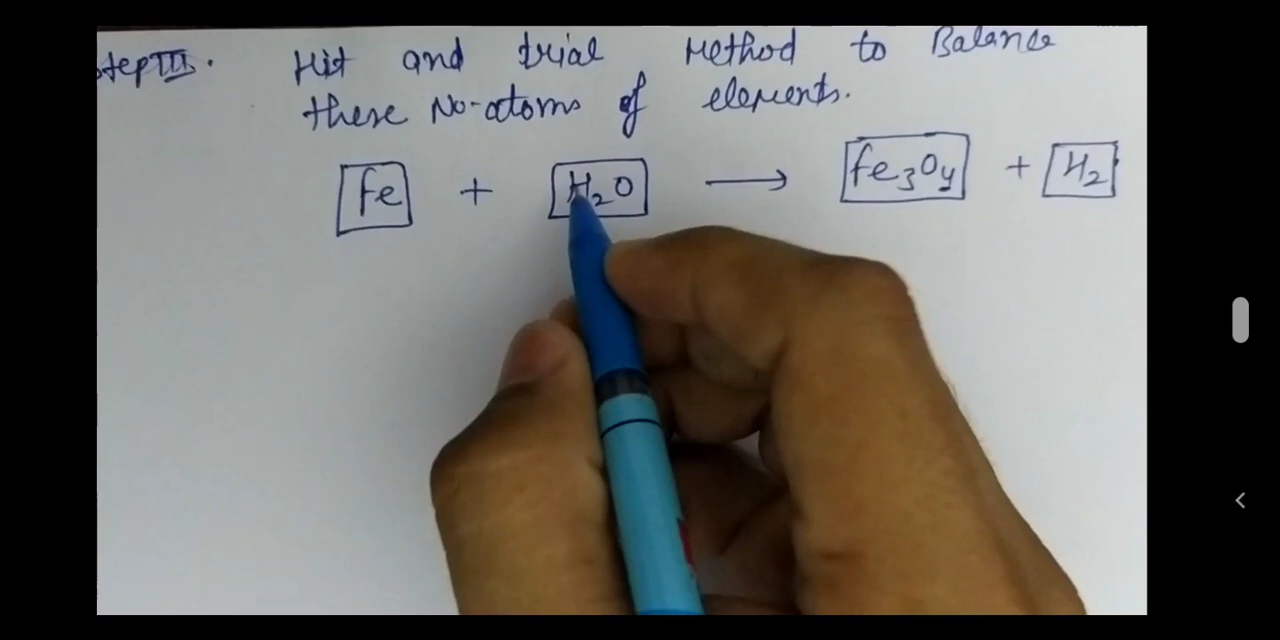 stepIII. Hit and trial Method to Balance
these No-atoms of elements.
Fe + H2O → Fe3O4 + H2